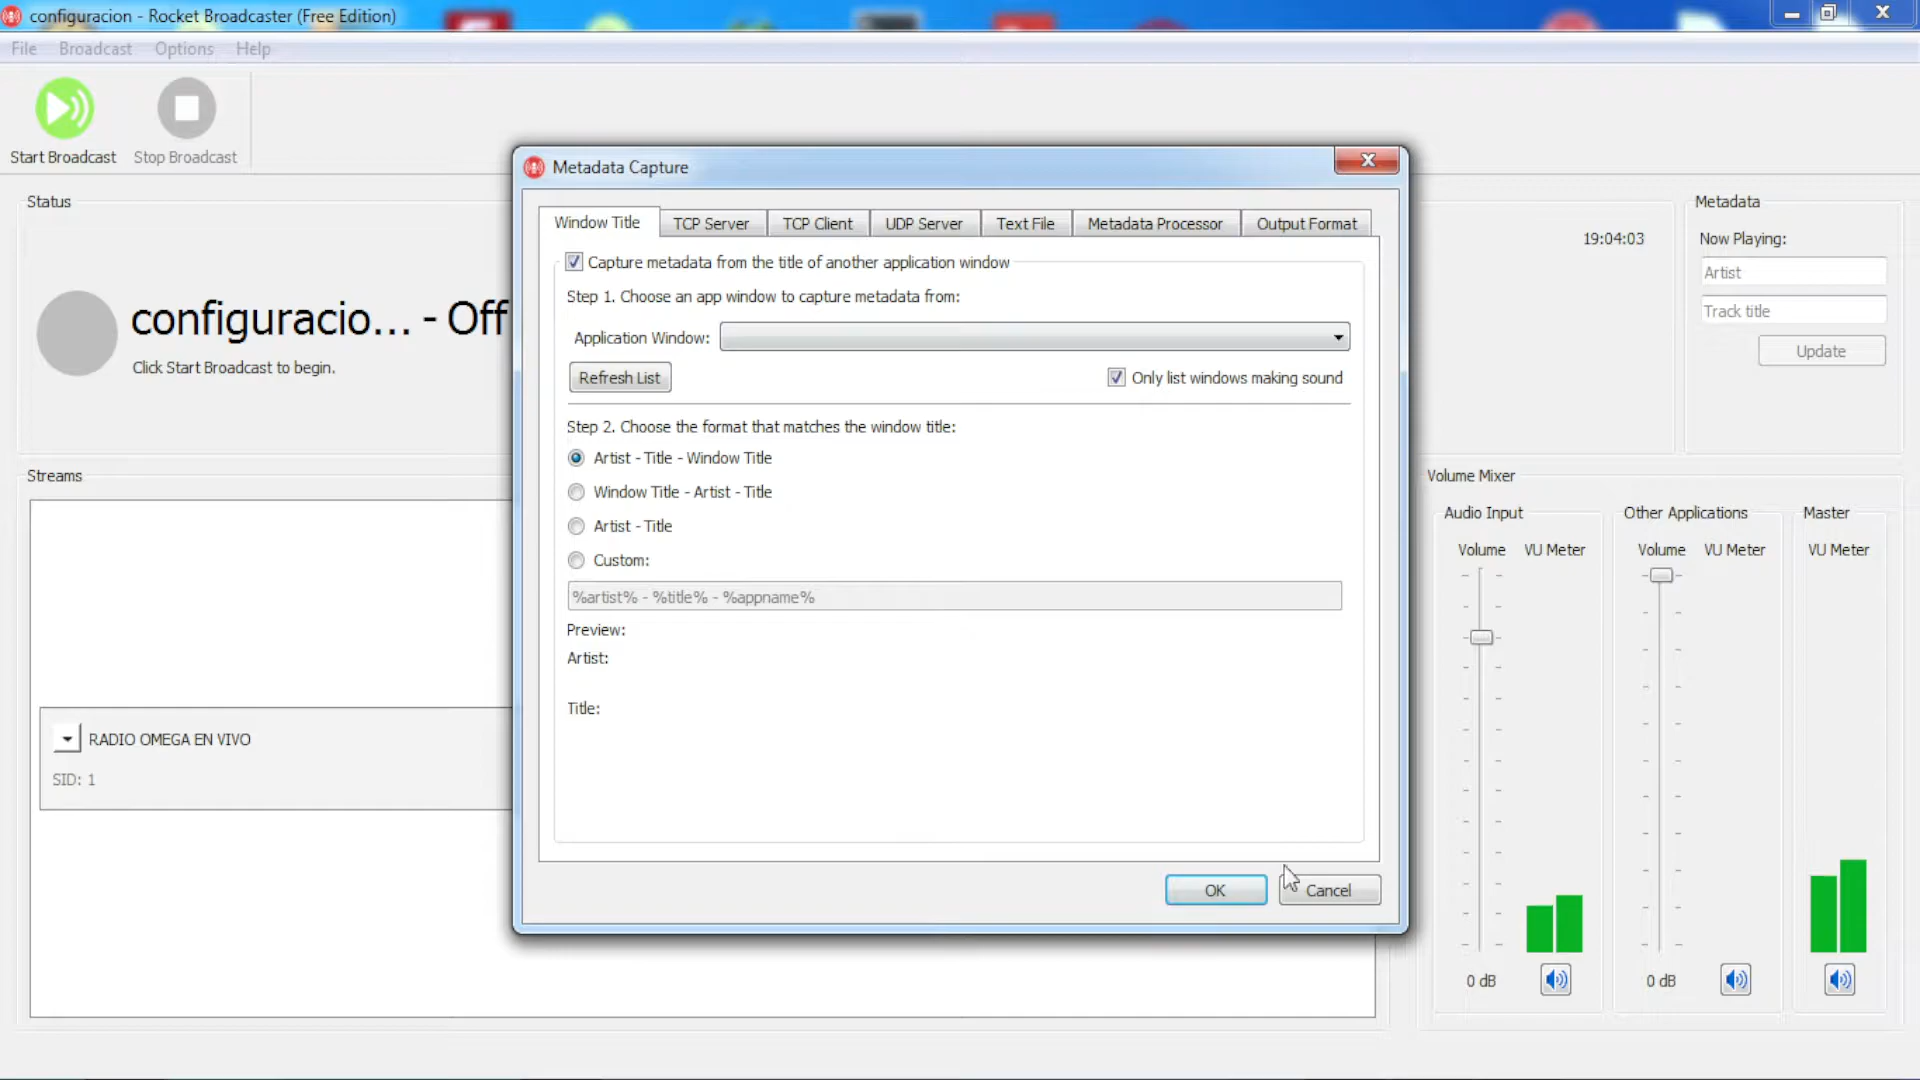 configuracion - Rocket Broadcaster (Free Edition)
File Broadcast Options Help
Start Broadcast Stop Broadcast
Status
configuracio... - Off
Click Start Broadcast to begin.
Streams
RADIO OMEGA EN VIVO
SID: 1
Metadata Capture
Window Title TCP Server TCP Client UDP Server Text File Metadata Processor Output Format
Capture metadata from the title of another application window
Step 1. Choose an app window to capture metadata from:
Application Window:
Refresh List Only list windows making sound
Step 2. Choose the format that matches the window title:
Artist - Title - Window Title
Window Title - Artist - Title
Artist - Title
Custom:
%artist% - %title% - %appname%
Preview:
Artist:
Title:
OK Cancel
19:04:03
Metadata
Now Playing:
Artist
Track title
Update
Volume Mixer
Audio Input Other Applications Master
Volume VU Meter Volume VU Meter VU Meter
0 dB 0 dB